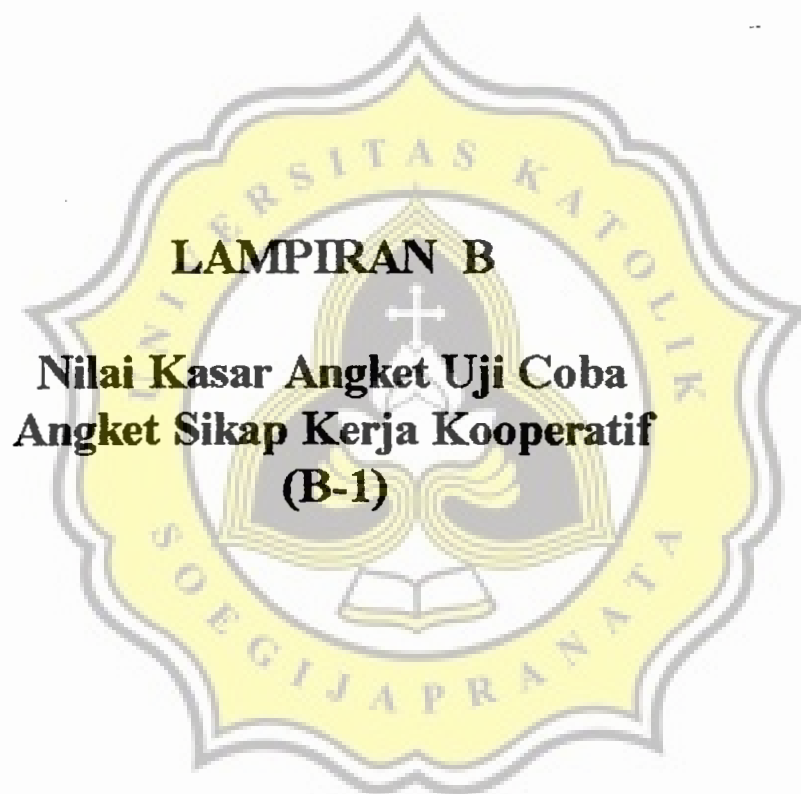 UNIVERSITAS KATOLIK
LAMPIRAN B
Nilai Kasar Angket Uji Coba
Angket Sikap Kerja Kooperatif
(B-1)
SOEGIJAPRANATA